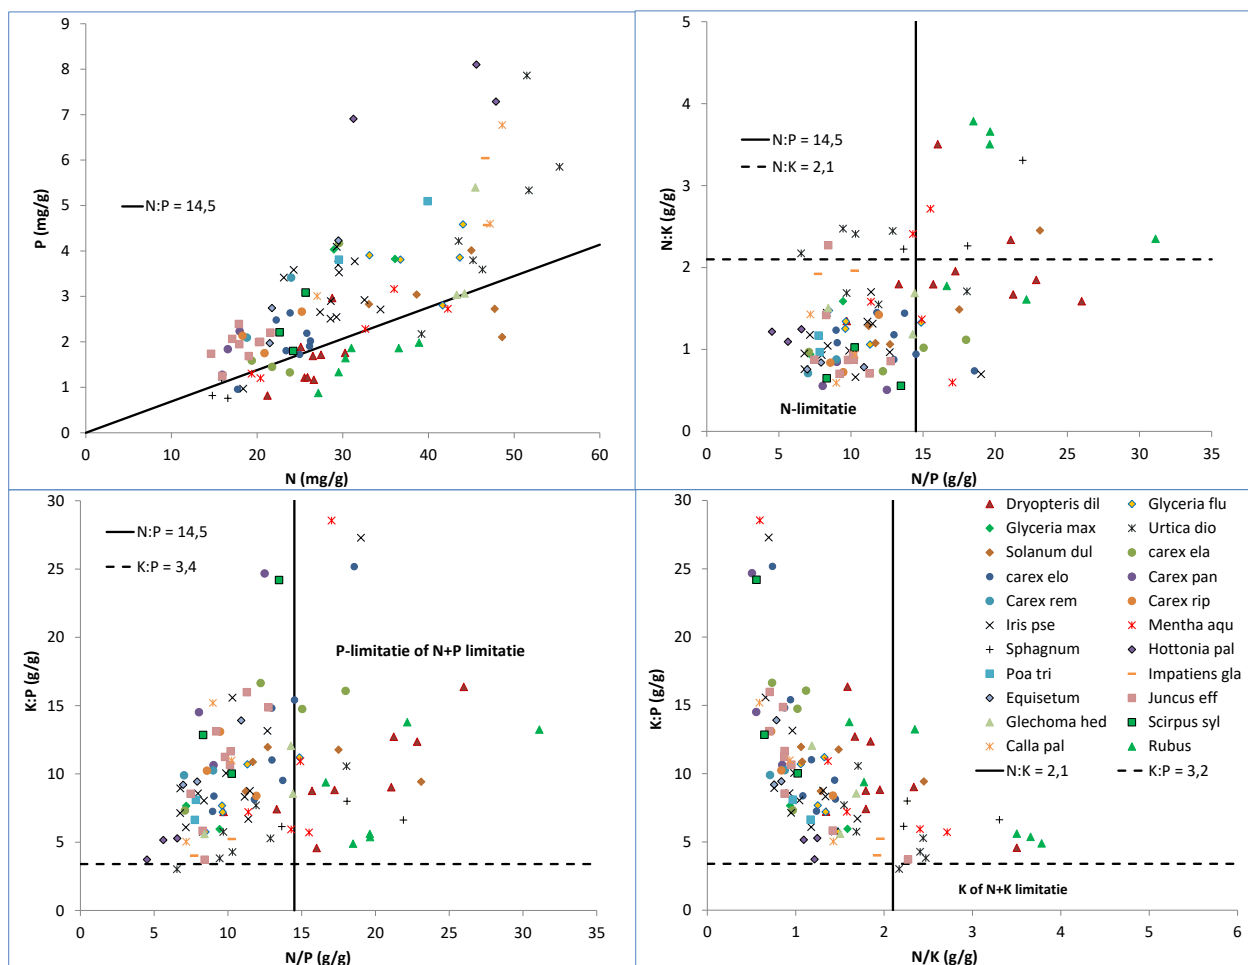 9
8
7
6
5
4
3
2
1
0
P (mg/g)
N:P = 14,5
0 10 20 30 40 50 60
N (mg/g)
5
4
3
2
1
0
N:K (g/g)
N:P = 14,5
N:K = 2,1
N-limitatie
0 5 10 15 20 25 30 35
N/P (g/g)
30
25
20
15
10
5
0
K:P (g/g)
N:P = 14,5
K:P = 3,4
P-limitatie of N+P limitatie
0 5 10 15 20 25 30 35
N/P (g/g)
30
25
20
15
10
5
0
K:P (g/g)
Dryopteris dil Glyceria flu
Glyceria max Urtica dio
Solanum dul carex ela
carex elo Carex pan
Carex rem Carex rip
Iris pse Mentha aqu
Sphagnum Hottonia pal
Poa tri Impatiens gla
Equisetum Juncus eff
Glechoma hed Scirpus syl
Calla pal Rubus
N:K = 2,1 K:P = 3,2
K of N+K limitatie
0 1 2 3 4 5 6
N/K (g/g)